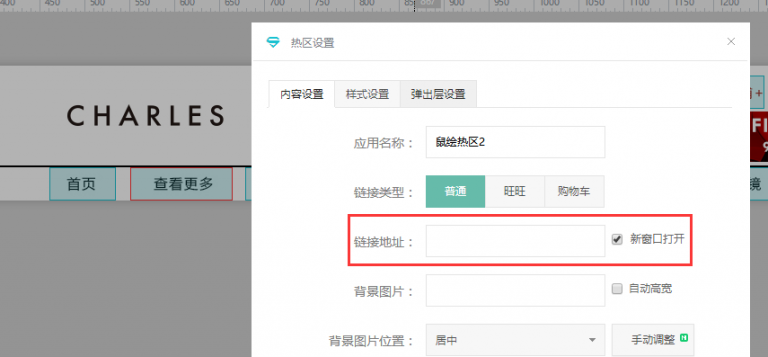 400 450 500 550 600 650 700 750 800 850 900 950 1000 1050 1100 1150 1200
热区设置
CHARLES
内容设置 样式设置 弹出层设置
应用名称： 鼠绘热区2
首页 查看更多 镜
链接类型： 普通 旺旺 购物车
链接地址： 新窗口打开
背景图片： 自动高宽
背景图片位置： 居中 手动调整 H